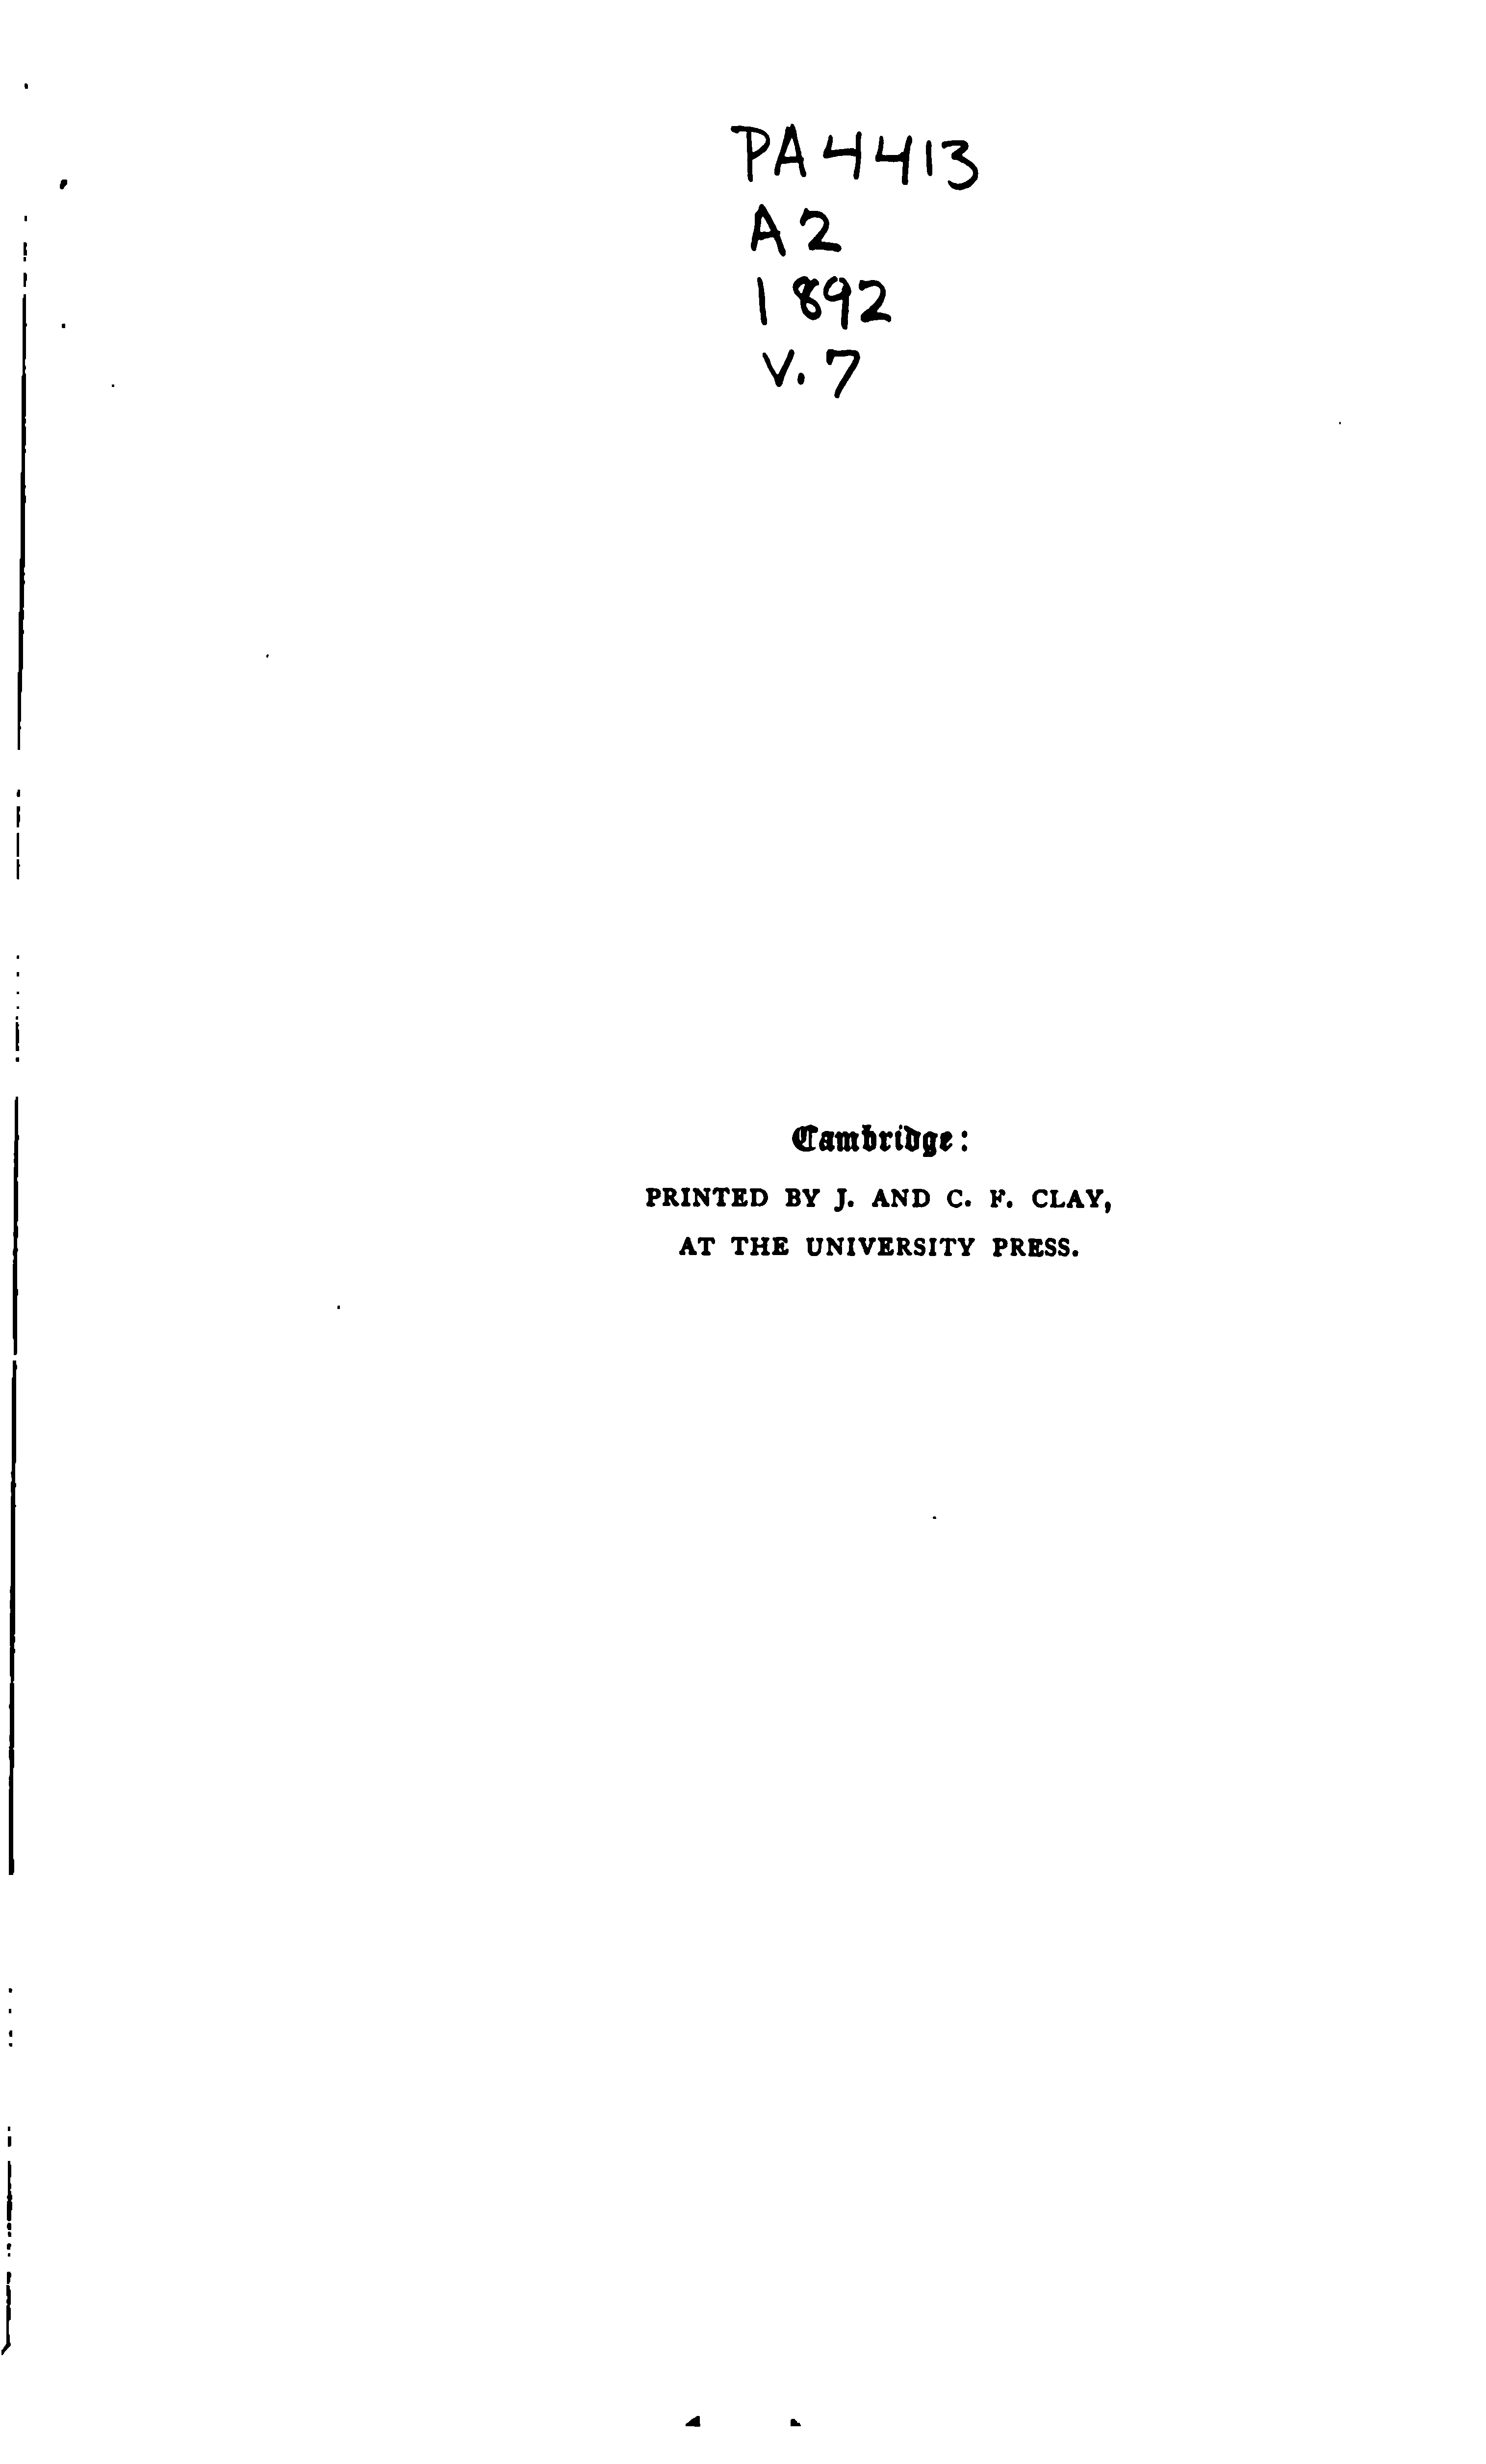 PA4413
A2
1892
v.7
Cambridge:
PRINTED BY J. AND C. F. CLAY,
AT THE UNIVERSITY PRESS.